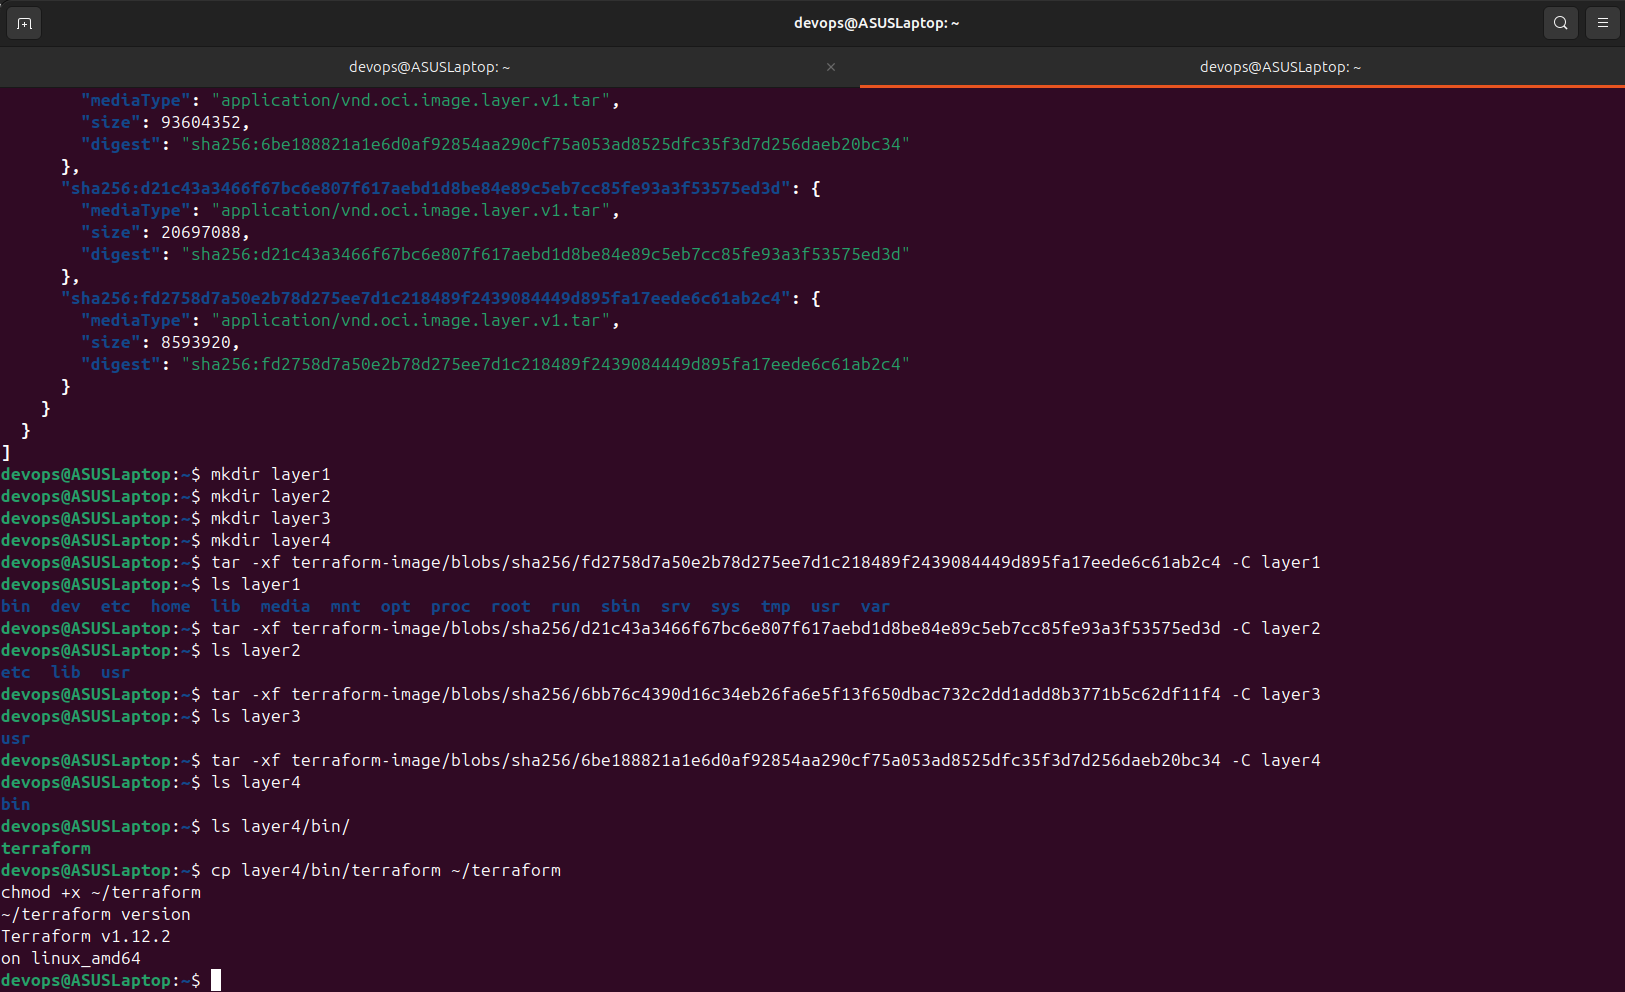 devops@ASUSLaptop: ~
devops@ASUSLaptop: ~ × devops@ASUSLaptop: ~
"mediaType": "application/vnd.oci.image.layer.v1.tar",
"size": 93604352,
"digest": "sha256:6be188821a1e6d0af92854aa290cf75a053ad8525dfc35f3d7d256daeb20bc34"
},
"sha256:d21c43a3466f67bc6e807f617aebd1d8be84e89c5eb7cc85fe93a3f53575ed3d": {
"mediaType": "application/vnd.oci.image.layer.v1.tar",
"size": 20697088,
"digest": "sha256:d21c43a3466f67bc6e807f617aebd1d8be84e89c5eb7cc85fe93a3f53575ed3d"
},
"sha256:fd2758d7a50e2b78d275ee7d1c218489f2439084449d895fa17eede6c61ab2c4": {
"mediaType": "application/vnd.oci.image.layer.v1.tar",
"size": 8593920,
"digest": "sha256:fd2758d7a50e2b78d275ee7d1c218489f2439084449d895fa17eede6c61ab2c4"
}
}
}
]
devops@ASUSLaptop:~$ mkdir layer1
devops@ASUSLaptop:~$ mkdir layer2
devops@ASUSLaptop:~$ mkdir layer3
devops@ASUSLaptop:~$ mkdir layer4
devops@ASUSLaptop:~$ tar -xf terraform-image/blobs/sha256/fd2758d7a50e2b78d275ee7d1c218489f2439084449d895fa17eede6c61ab2c4 -C layer1
devops@ASUSLaptop:~$ ls layer1
bin dev etc home lib media mnt opt proc root run sbin srv sys tmp usr var
devops@ASUSLaptop:~$ tar -xf terraform-image/blobs/sha256/d21c43a3466f67bc6e807f617aebd1d8be84e89c5eb7cc85fe93a3f53575ed3d -C layer2
devops@ASUSLaptop:~$ ls layer2
etc lib usr
devops@ASUSLaptop:~$ tar -xf terraform-image/blobs/sha256/6bb76c4390d16c34eb26fa6e5f13f650dbac732c2dd1add8b3771b5c62df11f4 -C layer3
devops@ASUSLaptop:~$ ls layer3
usr
devops@ASUSLaptop:~$ tar -xf terraform-image/blobs/sha256/6be188821a1e6d0af92854aa290cf75a053ad8525dfc35f3d7d256daeb20bc34 -C layer4
devops@ASUSLaptop:~$ ls layer4
bin
devops@ASUSLaptop:~$ ls layer4/bin/
terraform
devops@ASUSLaptop:~$ cp layer4/bin/terraform ~/terraform
chmod +x ~/terraform
~/terraform version
Terraform v1.12.2
on linux_amd64
devops@ASUSLaptop:~$